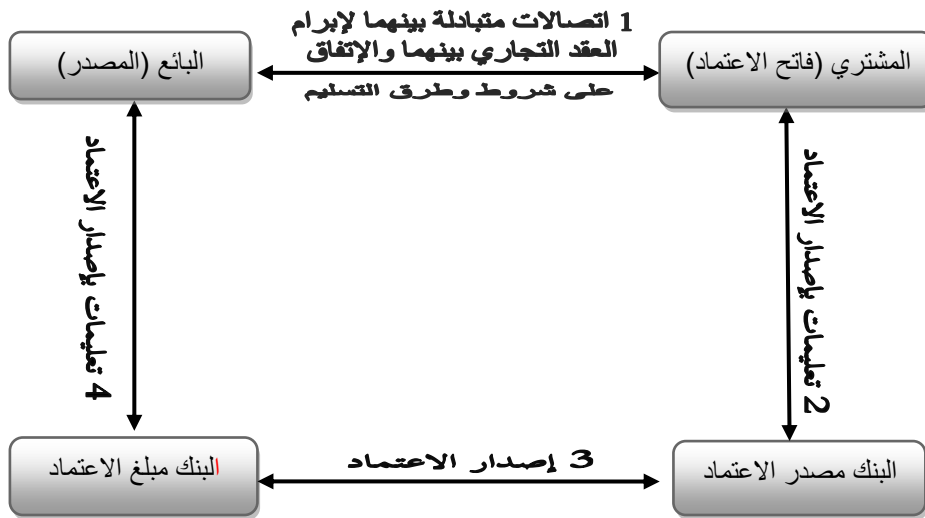 1 اتصالات متبادلة بينهما لإبرام
العقد التجاري بينهما والإتفاق
على شروط وطرق التسليم
المشتري (فاتح الاعتماد)
البائع (المصدر)
2 تعليمات بإصدار الاعتماد
4 تعليمات بإصدار الاعتماد
3 إصدار الاعتماد
البنك مصدر الاعتماد
البنك مبلغ الاعتماد